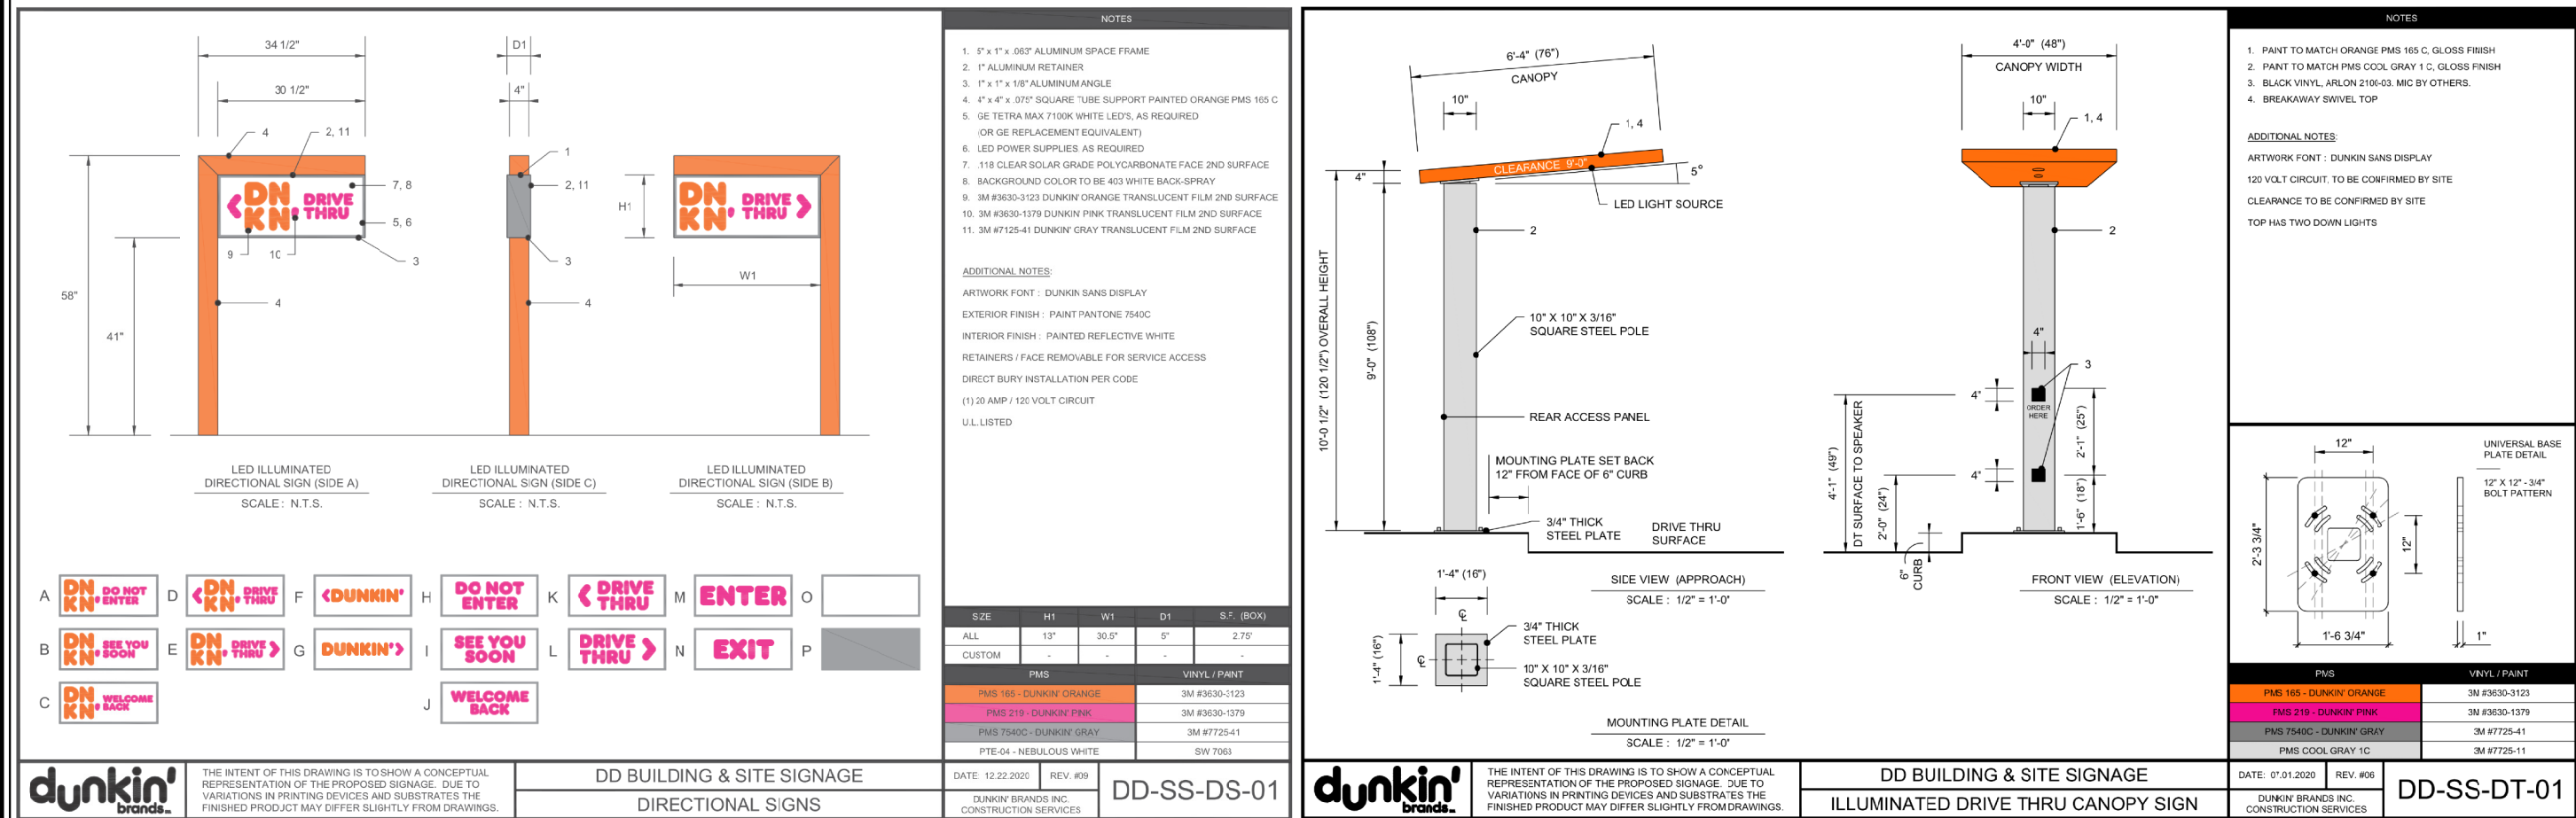 34 1/2"
30 1/2"
D1
4"
4
2, 11
1
7, 8
2, 11
5, 6
H1
DN
KN'
DRIVE
THRU
DN
KN'
DRIVE
THRU
9
10
3
3
W1
58"
41"
4
4
LED ILLUMINATED
DIRECTIONAL SIGN (SIDE A)
SCALE : N.T.S.
LED ILLUMINATED
DIRECTIONAL SIGN (SIDE C)
SCALE : N.T.S.
LED ILLUMINATED
DIRECTIONAL SIGN (SIDE B)
SCALE : N.T.S.
A DN KN' DO NOT ENTER
D <DN KN' DRIVE THRU
F <DUNKIN'
H DO NOT ENTER
K < DRIVE THRU
M ENTER
O
B DN KN' SEE YOU SOON
E DN KN' DRIVE THRU >
G DUNKIN'>
I SEE YOU SOON
L DRIVE THRU >
N EXIT
P
C DN KN' WELCOME BACK
J WELCOME BACK
NOTES
1. 5" x 1" x .063" ALUMINUM SPACE FRAME
2. 1" ALUMINUM RETAINER
3. 1" x 1" x 1/8" ALUMINUM ANGLE
4. 4" x 4" x .075" SQUARE TUBE SUPPORT PAINTED ORANGE PMS 165 C
5. GE TETRA MAX 7100K WHITE LED'S, AS REQUIRED
(OR GE REPLACEMENT EQUIVALENT)
6. LED POWER SUPPLIES AS REQUIRED
7. .118 CLEAR SOLAR GRADE POLYCARBONATE FACE 2ND SURFACE
8. BACKGROUND COLOR TO BE 403 WHITE BACK-SPRAY
9. 3M #3630-3123 DUNKIN' ORANGE TRANSLUCENT FILM 2ND SURFACE
10. 3M #3630-1379 DUNKIN PINK TRANSLUCENT FILM 2ND SURFACE
11. 3M #7125-41 DUNKIN' GRAY TRANSLUCENT FILM 2ND SURFACE
ADDITIONAL NOTES:
ARTWORK FONT : DUNKIN SANS DISPLAY
EXTERIOR FINISH : PAINT PANTONE 7540C
INTERIOR FINISH : PAINTED REFLECTIVE WHITE
RETAINERS / FACE REMOVABLE FOR SERVICE ACCESS
DIRECT BURY INSTALLATION PER CODE
(1) 20 AMP / 120 VOLT CIRCUIT
U.L. LISTED
SIZE H1 W1 D1 S.F. (BOX)
ALL 13" 30.5" 5" 2.75'
CUSTOM - - - -
PMS VINYL / PAINT
PMS 165 - DUNKIN' ORANGE 3M #3630-3123
PMS 219 - DUNKIN' PINK 3M #3630-1379
PMS 7540C - DUNKIN' GRAY 3M #7725-41
PTE-04 - NEBULOUS WHITE SW 7063
dunkin'
brands
THE INTENT OF THIS DRAWING IS TO SHOW A CONCEPTUAL
REPRESENTATION OF THE PROPOSED SIGNAGE. DUE TO
VARIATIONS IN PRINTING DEVICES AND SUBSTRATES THE
FINISHED PRODUCT MAY DIFFER SLIGHTLY FROM DRAWINGS.
DD BUILDING & SITE SIGNAGE
DIRECTIONAL SIGNS
DATE 12.22.2020 REV. #09
DUNKIN' BRANDS INC.
CONSTRUCTION SERVICES
DD-SS-DS-01
6'-4" (76")
CANOPY
10"
1, 4
CLEARANCE 9'-0"
5°
4"
LED LIGHT SOURCE
2
10'-0 1/2" (120 1/2") OVERALL HEIGHT
9'-0" (108")
10" X 10" X 3/16"
SQUARE STEEL POLE
REAR ACCESS PANEL
MOUNTING PLATE SET BACK
12" FROM FACE OF 6" CURB
3/4" THICK
STEEL PLATE
DRIVE THRU
SURFACE
SIDE VIEW (APPROACH)
SCALE : 1/2" = 1'-0"
1'-4" (16")
1'-4" (16")
3/4" THICK
STEEL PLATE
10" X 10" X 3/16"
SQUARE STEEL POLE
MOUNTING PLATE DETAIL
SCALE : 1/2" = 1'-0"
4'-0" (48")
CANOPY WIDTH
10"
1, 4
2
4"
3
4"
ORDER
HERE
4"
4'-1" (49")
DT SURFACE TO SPEAKER
2'-0" (24")
2'-1" (25")
1'-6" (18")
6"
CURB
FRONT VIEW (ELEVATION)
SCALE : 1/2" = 1'-0"
NOTES
1. PAINT TO MATCH ORANGE PMS 165 C, GLOSS FINISH
2. PAINT TO MATCH PMS COOL GRAY 1 C, GLOSS FINISH
3. BLACK VINYL, ARLON 2100-03. MIC BY OTHERS.
4. BREAKAWAY SWIVEL TOP
ADDITIONAL NOTES:
ARTWORK FONT : DUNKIN SANS DISPLAY
120 VOLT CIRCUIT, TO BE CONFIRMED BY SITE
CLEARANCE TO BE CONFIRMED BY SITE
TOP HAS TWO DOWN LIGHTS
12"
UNIVERSAL BASE
PLATE DETAIL
12" X 12" - 3/4"
BOLT PATTERN
2'-3 3/4"
12"
1'-6 3/4"
1"
PMS VINYL / PAINT
PMS 165 - DUNKIN' ORANGE 3M #3630-3123
PMS 219 - DUNKIN' PINK 3M #3630-1379
PMS 7540C - DUNKIN' GRAY 3M #7725-41
PMS COOL GRAY 1C 3M #7725-11
dunkin'
brands
THE INTENT OF THIS DRAWING IS TO SHOW A CONCEPTUAL
REPRESENTATION OF THE PROPOSED SIGNAGE. DUE TO
VARIATIONS IN PRINTING DEVICES AND SUBSTRATES THE
FINISHED PRODUCT MAY DIFFER SLIGHTLY FROM DRAWINGS.
DD BUILDING & SITE SIGNAGE
ILLUMINATED DRIVE THRU CANOPY SIGN
DATE: 07.01.2020 REV. #06
DUNKIN' BRANDS INC.
CONSTRUCTION SERVICES
DD-SS-DT-01